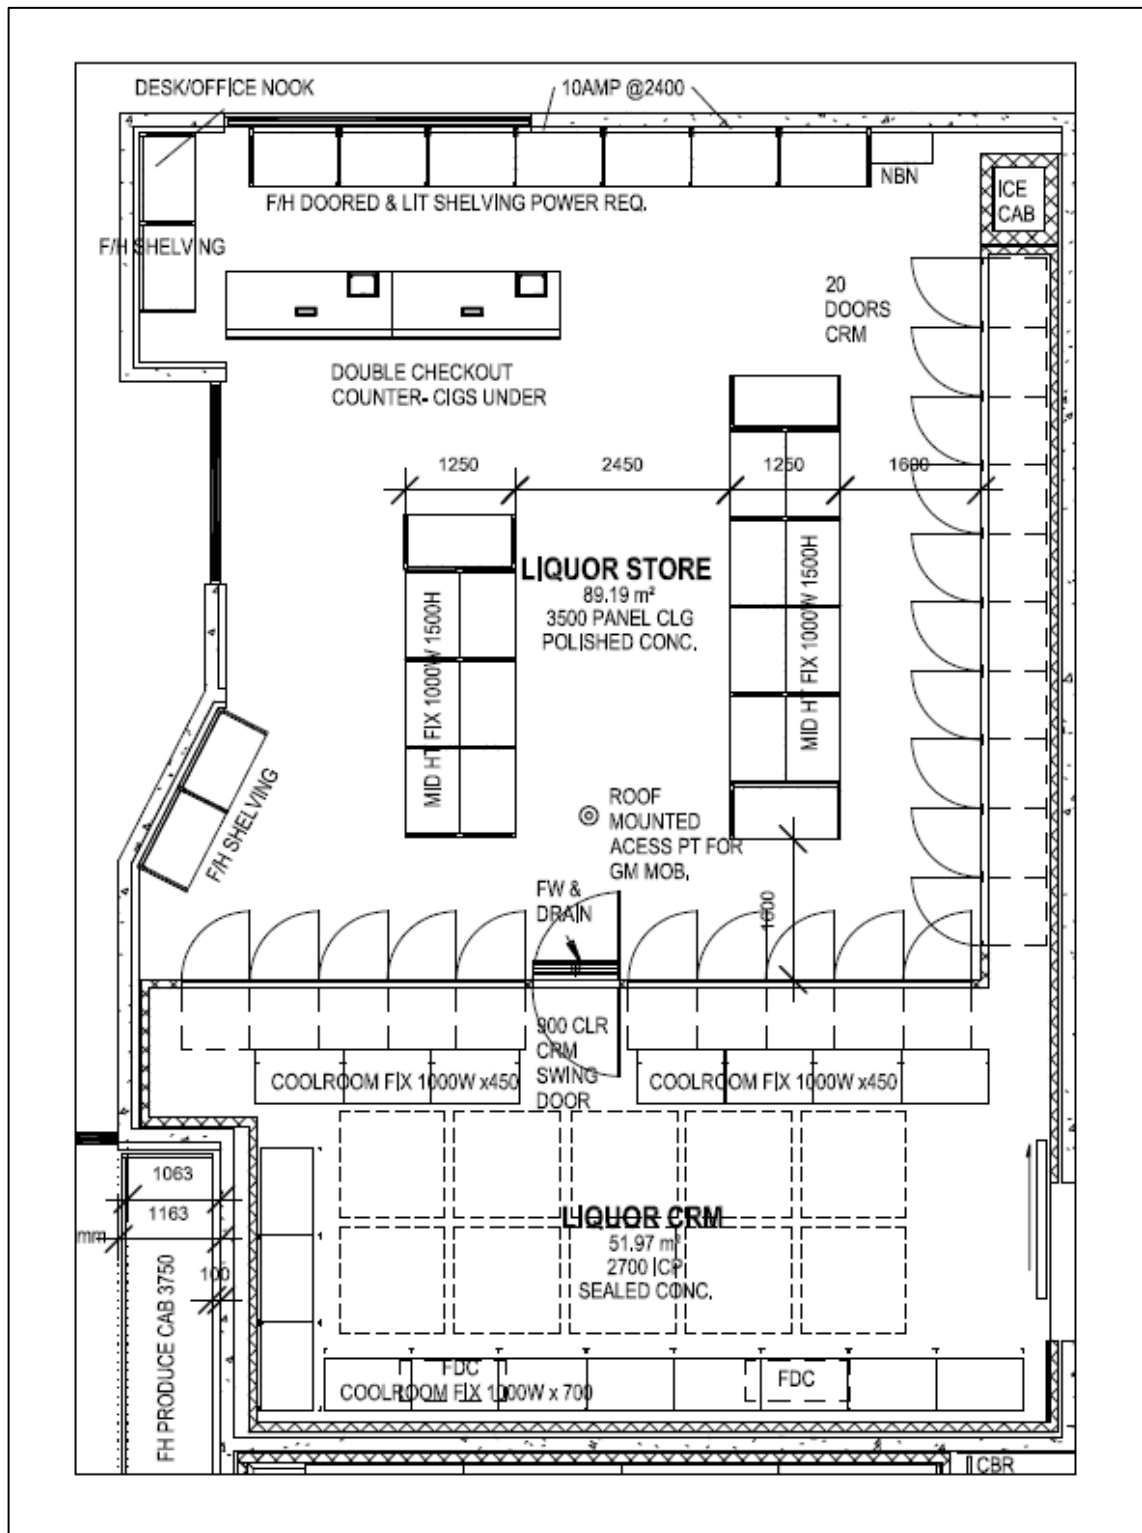 DESK/OFFICE NOOK
10AMP @2400
NBN
ICE
CAB
F/H DOORED & LIT SHELVING POWER REQ.
F/H SHELVING
20
DOORS
CRM
DOUBLE CHECKOUT
COUNTER- CIGS UNDER
1250
2450
1250
1600
LIQUOR STORE
89.19 m²
3500 PANEL CLG
POLISHED CONC.
MID HT FIX 1000W 1500H
MID HT FIX 1000W 1500H
F/H SHELVING
ROOF
MOUNTED
ACESS PT FOR
GM MOB.
FW &
DRAIN
1600
900 CLR
CRM
SWING
DOOR
COOLROOM FIX 1000W x450
COOLROOM FIX 1000W x450
1063
1163
mm
100
LIQUOR CRM
51.97 m²
2700 ICP
SEALED CONC.
FH PRODUCE CAB 3750
FDC
FDC
COOLROOM FIX 1000W x 700
CBR